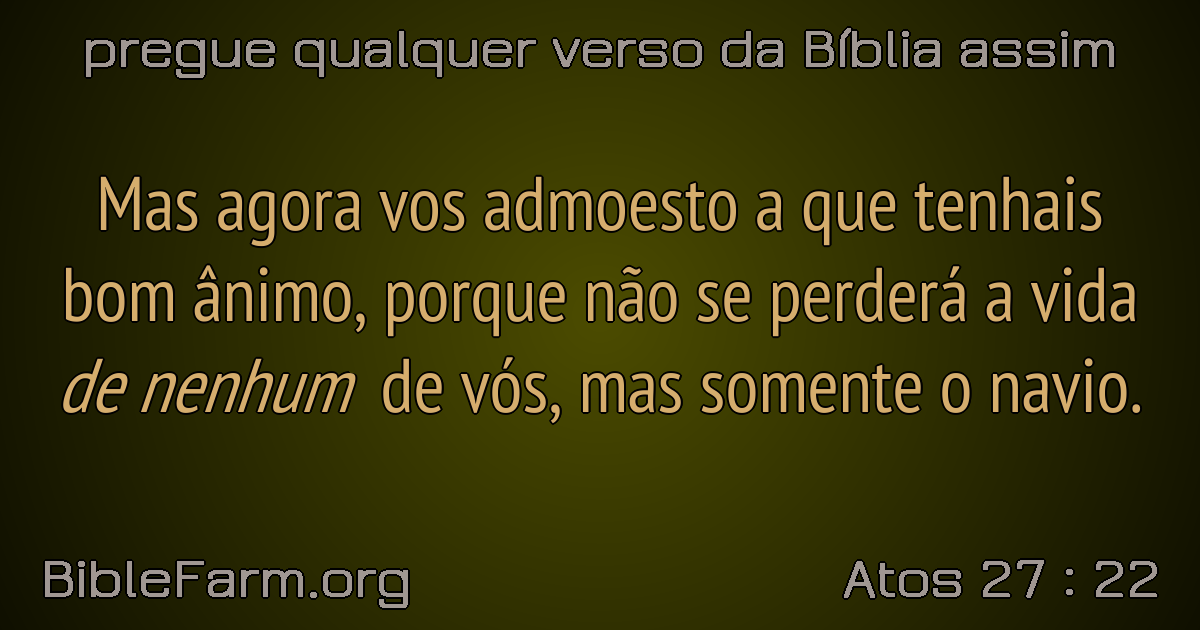 pregue qualquer verso da Bíblia assim
Mas agora vos admoesto a que tenhais
bom ânimo, porque não se perderá a vida
de nenhum de vós, mas somente o navio.
BibleFarm.org
Atos 27 : 22